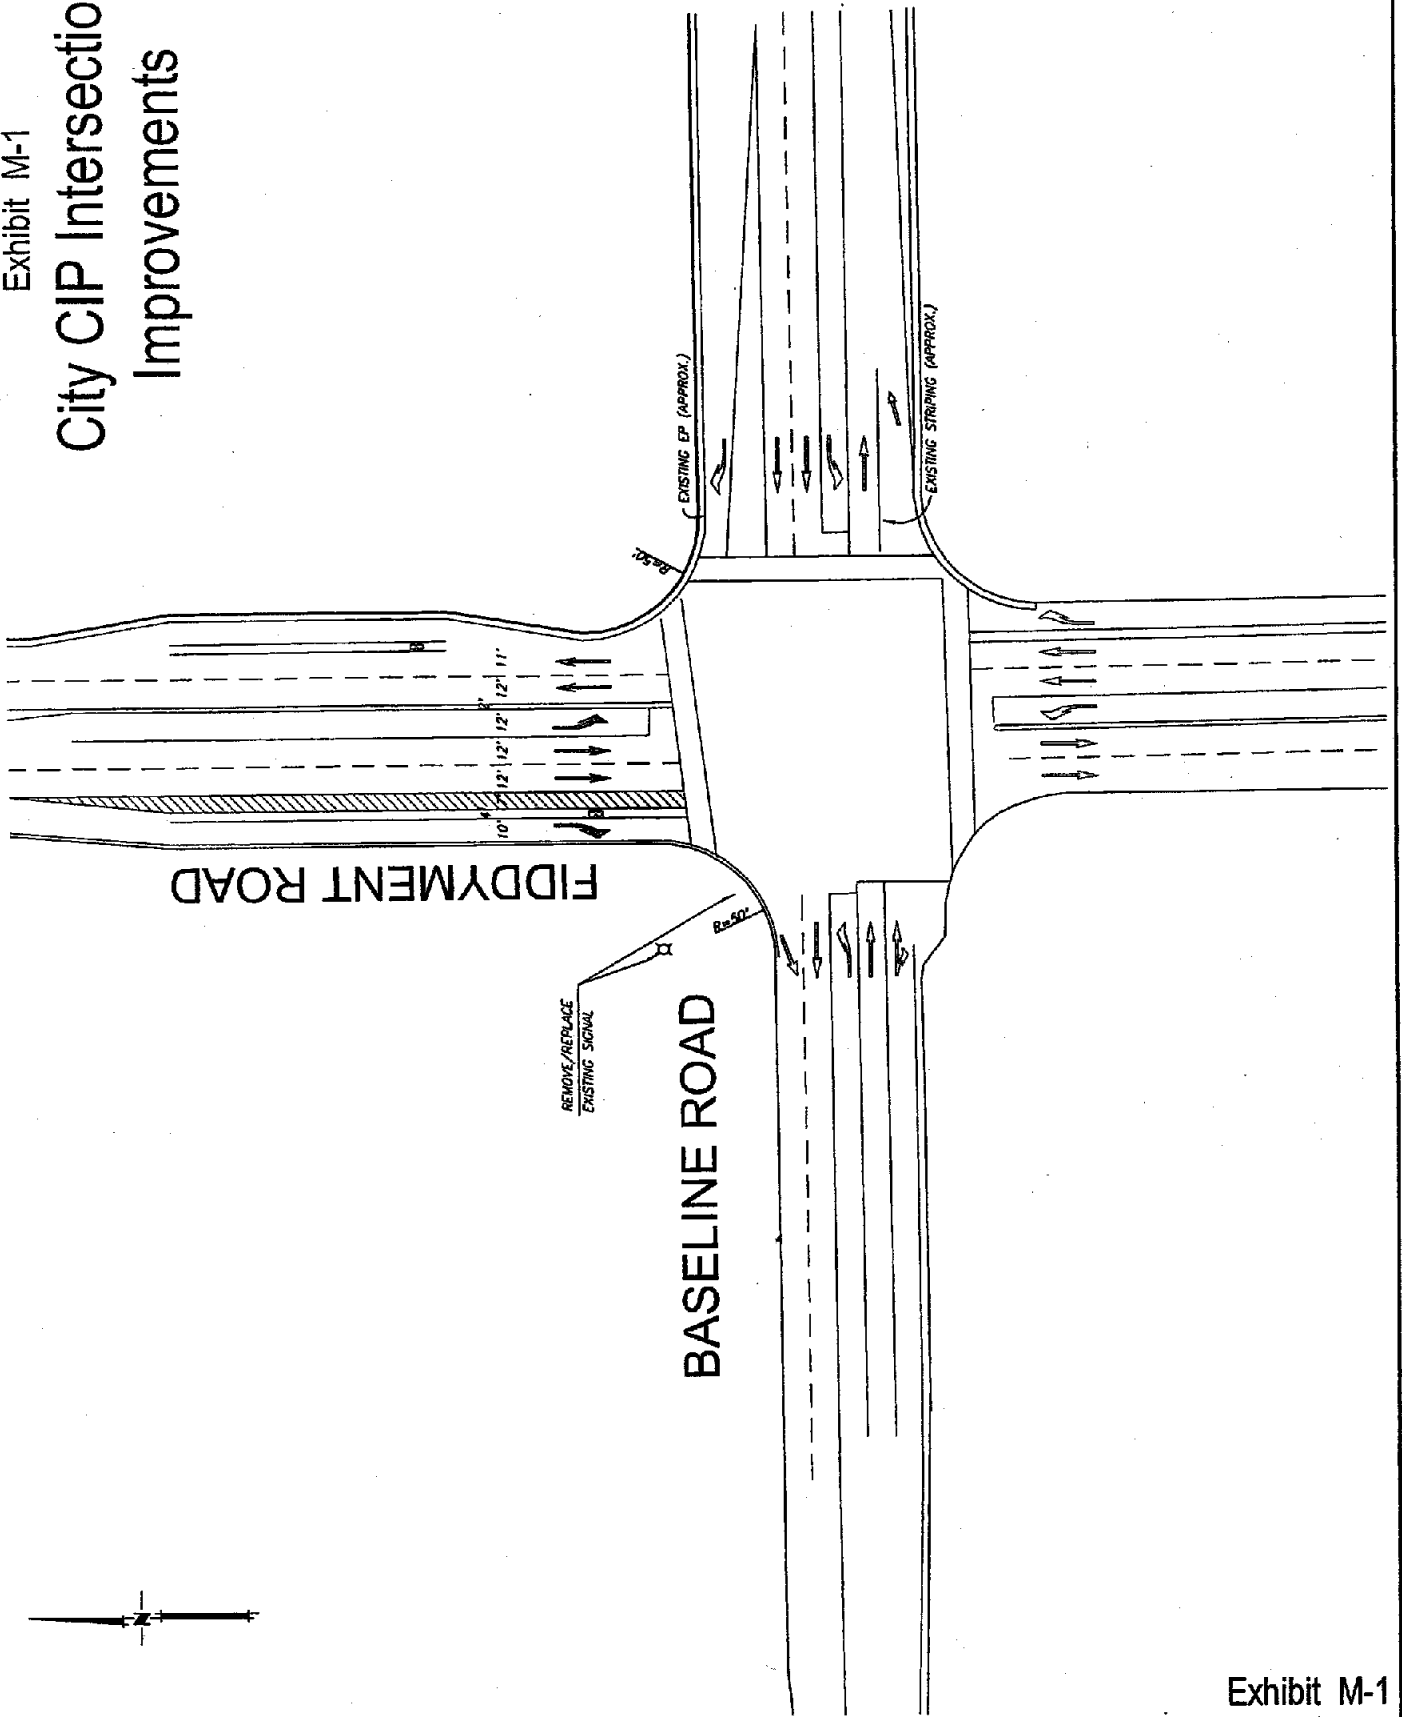 Exhibit M-1
City CIP Intersectio
Improvements
EXISTING EP (APPROX.)
EXISTING STRIPING (APPROX.)
R=50'
11'
12'
2'
12'
12'
12'
7'
4'
10'
FIDDYMENT ROAD
R=50'
REMOVE/REPLACE
EXISTING SIGNAL
BASELINE ROAD
N
Exhibit M-1